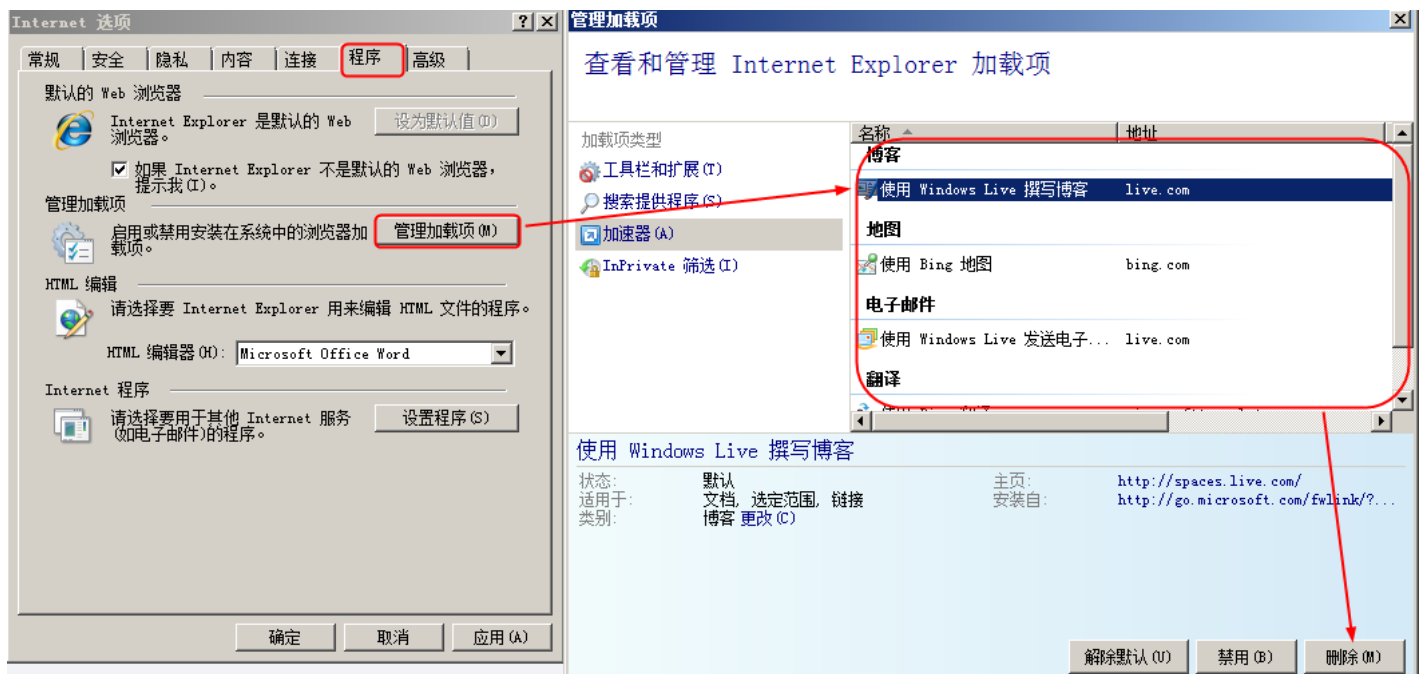 Internet 选项
常规
安全
隐私
内容
连接
程序
高级
默认的 Web 浏览器
Internet Explorer 是默认的 Web
浏览器。
设为默认值(D)
如果 Internet Explorer 不是默认的 Web 浏览器，
提示我(I)。
管理加载项
启用或禁用安装在系统中的浏览器加
载项。
管理加载项(M)
HTML 编辑
请选择要 Internet Explorer 用来编辑 HTML 文件的程序。
HTML 编辑器(H):
Microsoft Office Word
Internet 程序
请选择要用于其他 Internet 服务
(如电子邮件)的程序。
设置程序(S)
确定
取消
应用(A)
管理加载项
查看和管理 Internet Explorer 加载项
加载项类型
工具栏和扩展(T)
搜索提供程序(S)
加速器(A)
InPrivate 筛选(I)
名称
地址
博客
使用 Windows Live 撰写博客
live.com
地图
使用 Bing 地图
bing.com
电子邮件
使用 Windows Live 发送电子...
live.com
翻译
使用 Windows Live 撰写博客
状态:
默认
适用于:
文档, 选定范围, 链接
类别:
博客 更改(C)
主页:
http://spaces.live.com/
安装自:
http://go.microsoft.com/fwlink/?...
解除默认(U)
禁用(B)
删除(M)